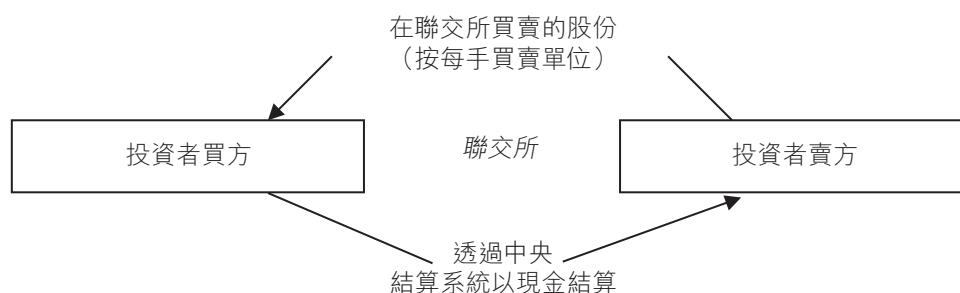 在聯交所買賣的股份
（按每手買賣單位）
投資者買方
聯交所
投資者賣方
透過中央
結算系統以現金結算